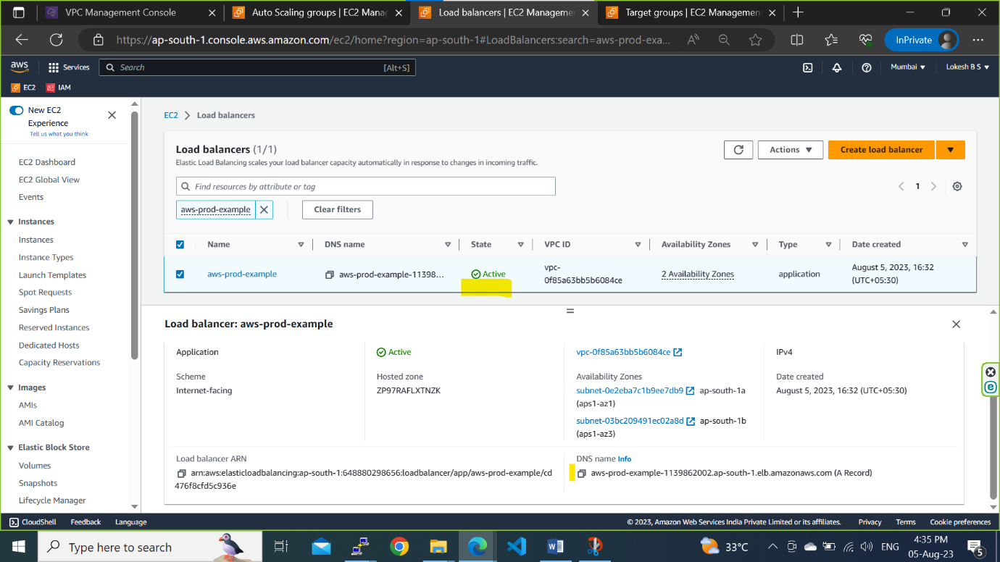 VPC Management Console
Auto Scaling groups | EC2 Manag
Load balancers | EC2 Manageme
Target groups | EC2 Management
https://ap-south-1.console.aws.amazon.com/ec2/home?region=ap-south-1#LoadBalancers:search=aws-prod-exa...
InPrivate
aws
Services
Search
[Alt+S]
Mumbai
Lokesh B S
EC2
IAM
New EC2
Experience
Tell us what you think
EC2 Dashboard
EC2 Global View
Events
Instances
Instances
Instance Types
Launch Templates
Spot Requests
Savings Plans
Reserved Instances
Dedicated Hosts
Capacity Reservations
Images
AMIs
AMI Catalog
Elastic Block Store
Volumes
Snapshots
Lifecycle Manager
EC2 > Load balancers
Load balancers (1/1)
Elastic Load Balancing scales your load balancer capacity automatically in response to changes in incoming traffic.
Actions
Create load balancer
Find resources by attribute or tag
1
aws-prod-example
Clear filters
Name
DNS name
State
VPC ID
Availability Zones
Type
Date created
aws-prod-example
aws-prod-example-11398...
Active
vpc-
0f85a63bb5b6084ce
2 Availability Zones
application
August 5, 2023, 16:32
(UTC+05:30)
Load balancer: aws-prod-example
Application
Active
vpc-0f85a63bb5b6084ce
IPv4
Scheme
Internet-facing
Hosted zone
ZP97RAFLXTNZK
Availability Zones
subnet-0e2eba7c1b9ee7db9 ap-south-1a
(aps1-az1)
subnet-03bc209491ec02a8d ap-south-1b
(aps1-az3)
Date created
August 5, 2023, 16:32 (UTC+05:30)
Load balancer ARN
arn:aws:elasticloadbalancing:ap-south-1:648880298656:loadbalancer/app/aws-prod-example/cd
476f8cfd5c936e
DNS name Info
aws-prod-example-1139862002.ap-south-1.elb.amazonaws.com (A Record)
CloudShell
Feedback
Language
© 2023, Amazon Web Services India Private Limited or its affiliates.
Privacy
Terms
Cookie preferences
Type here to search
33°C
ENG
4:35 PM
05-Aug-23
5